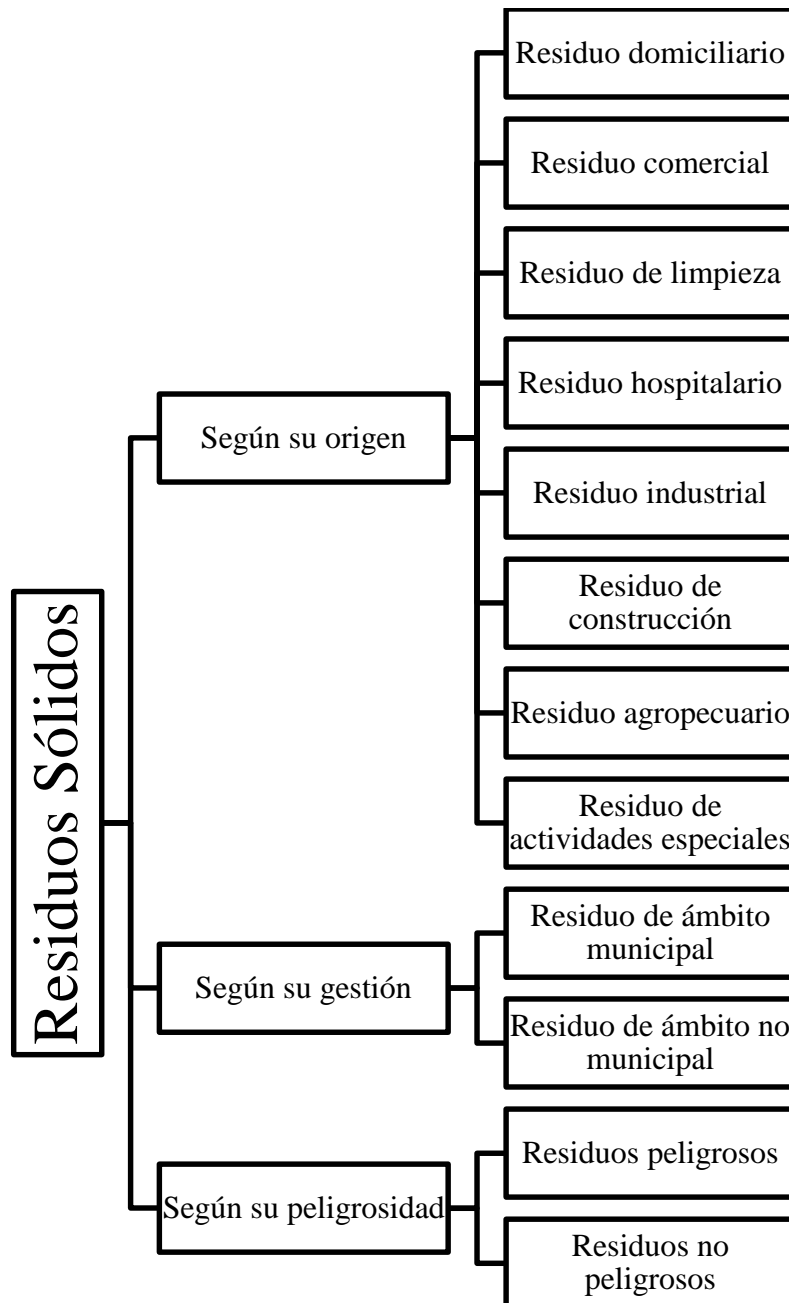 Residuos Sólidos
Según su origen
Residuo domiciliario
Residuo comercial
Residuo de limpieza
Residuo hospitalario
Residuo industrial
Residuo de
construcción
Residuo agropecuario
Residuo de
actividades especiales
Según su gestión
Residuo de ámbito
municipal
Residuo de ámbito no
municipal
Según su peligrosidad
Residuos peligrosos
Residuos no
peligrosos